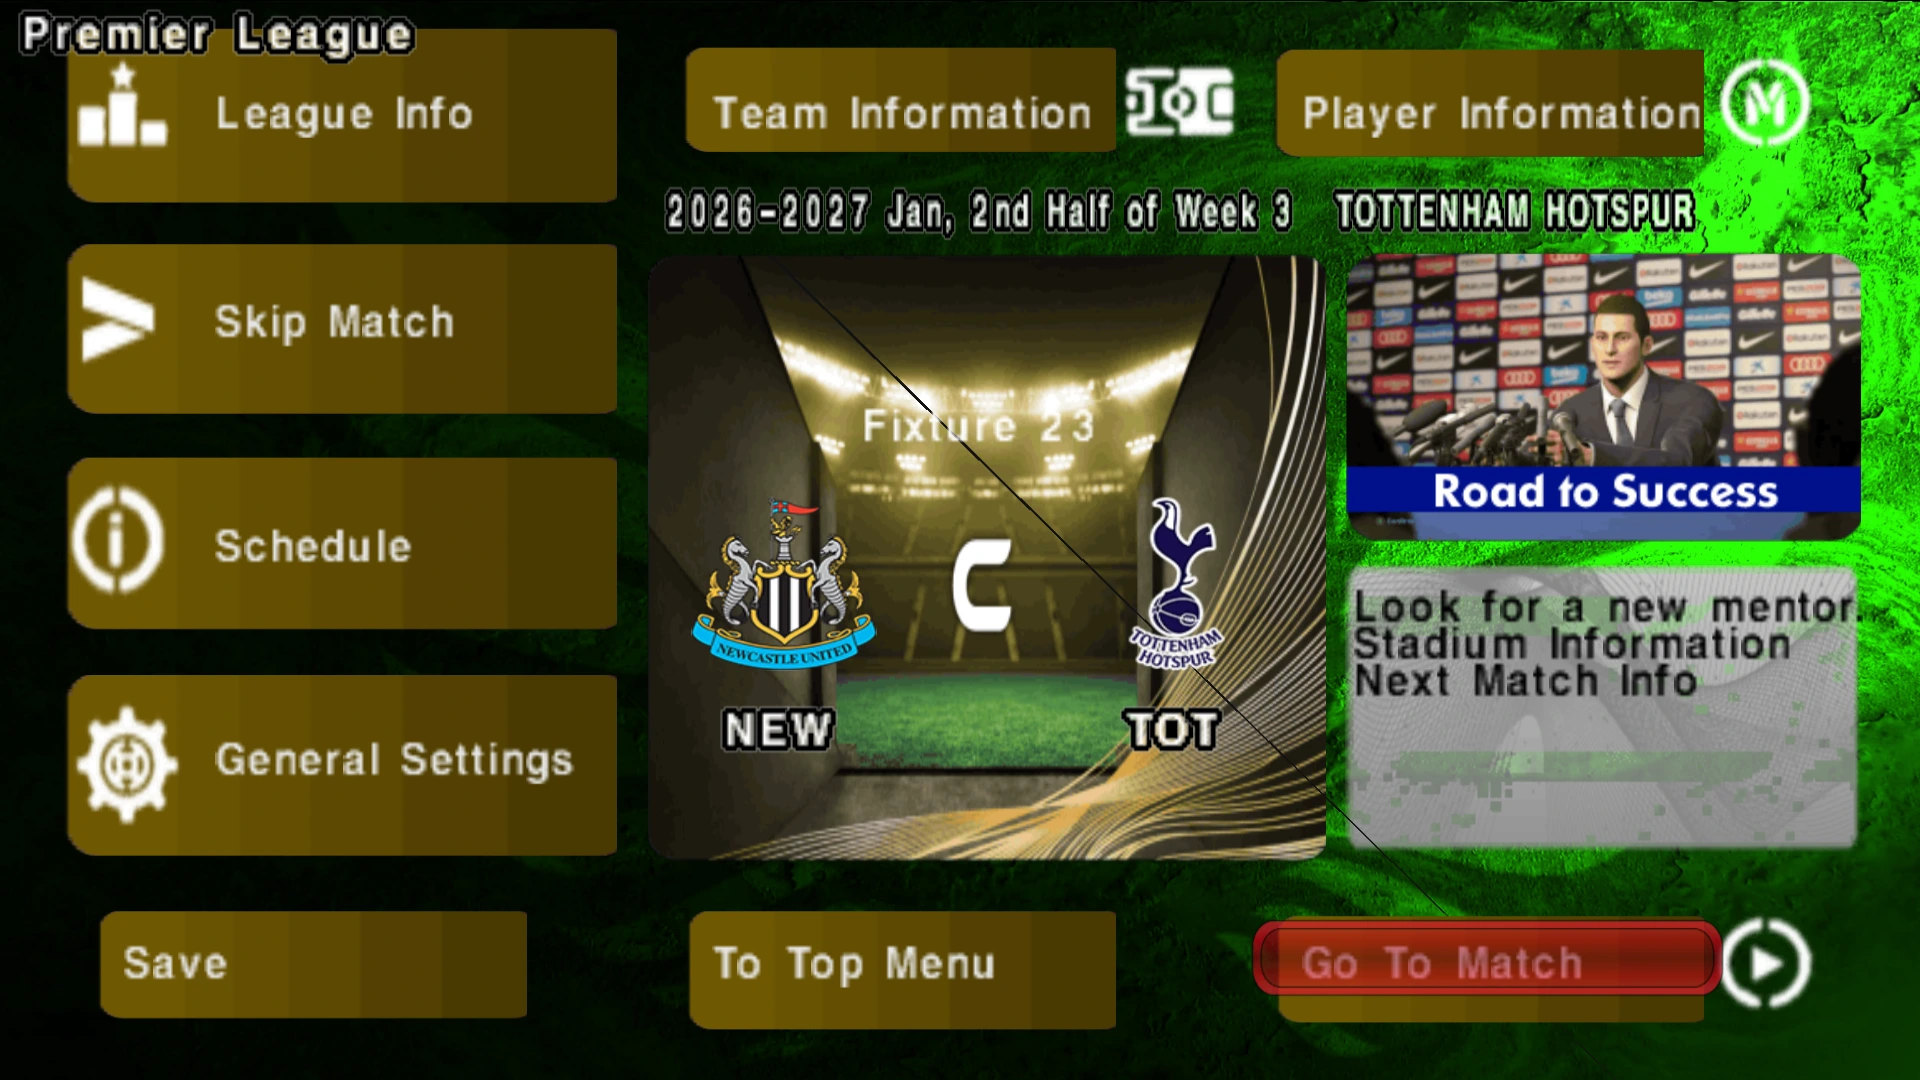 Premier League
League Info
Team Information
Player Information
2026-2027 Jan, 2nd Half of Week 3
TOTTENHAM HOTSPUR
Skip Match
Fixture 23
Road to Success
Schedule
NEWCASTLE UNITED
TOTTENHAM
HOTSPUR
Look for a new mentor.
Stadium Information
Next Match Info
NEW
TOT
General Settings
Save
To Top Menu
Go To Match